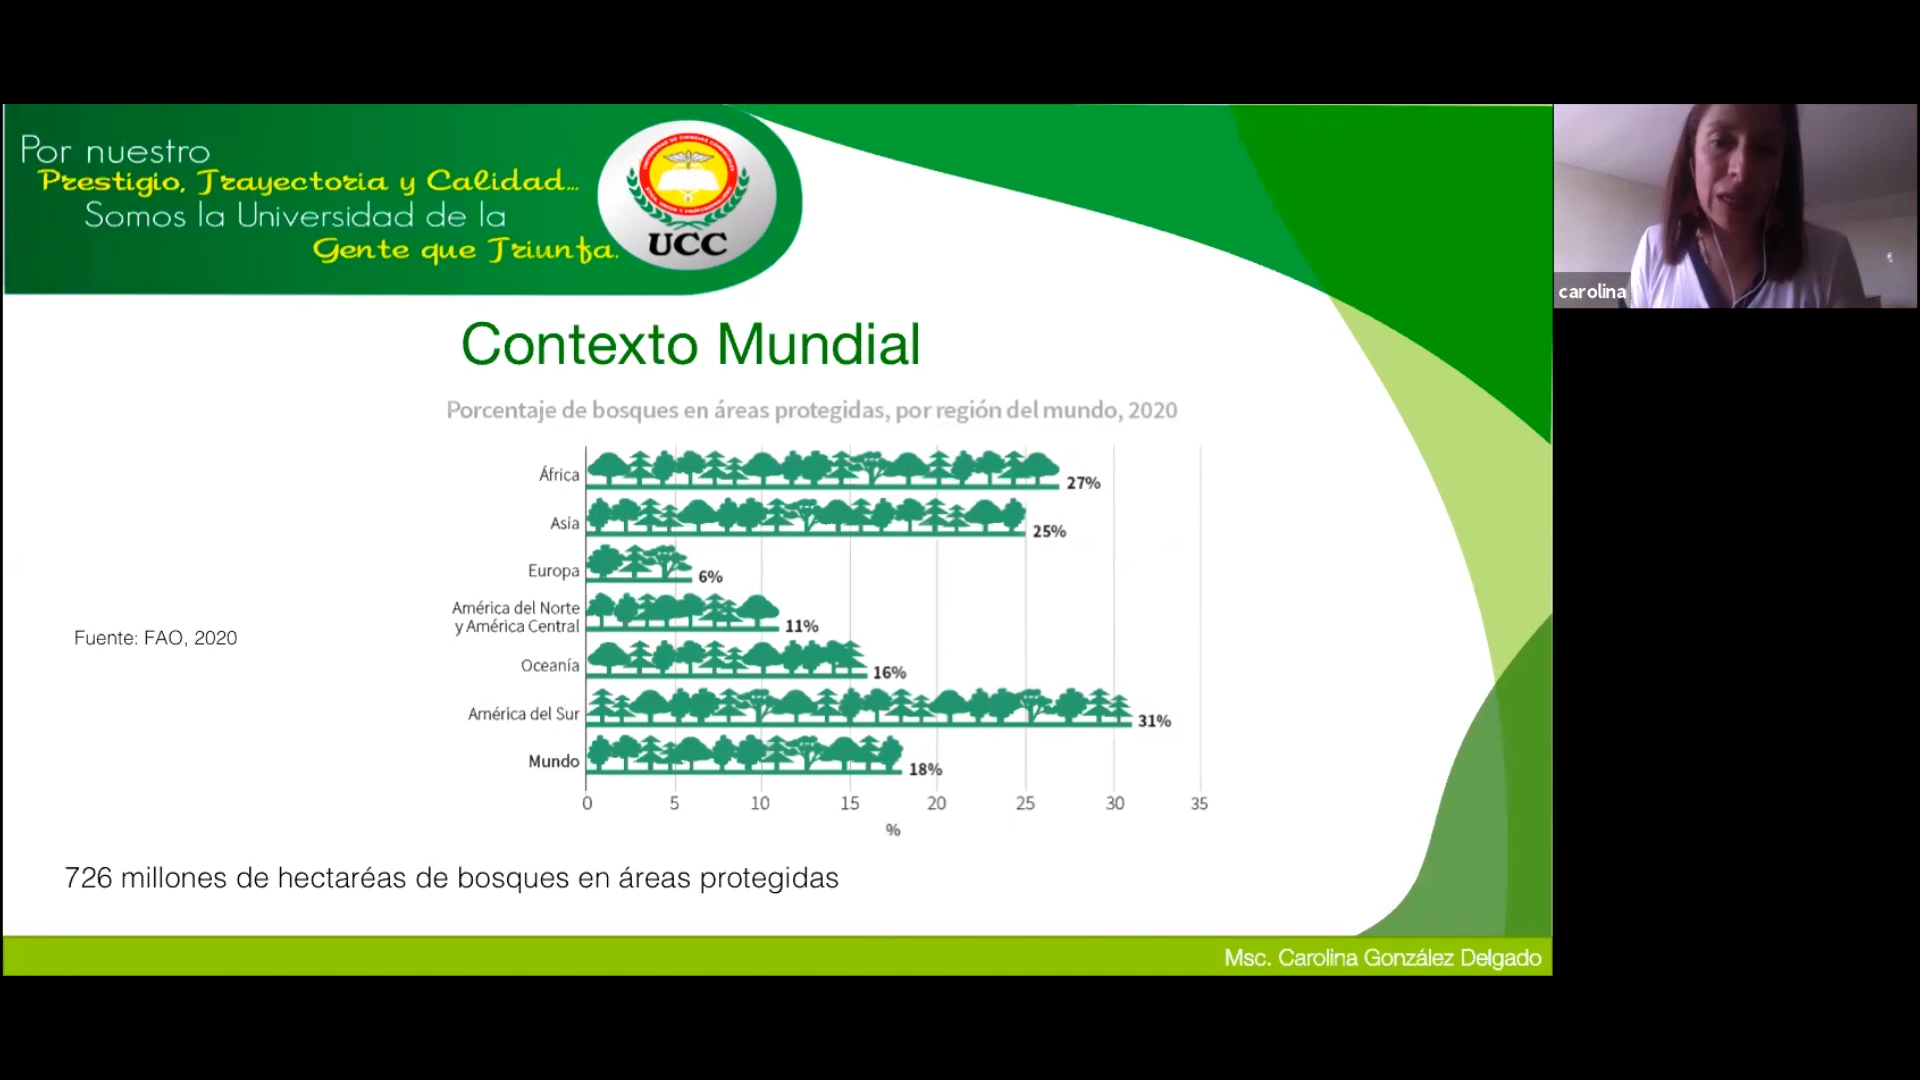 Por nuestro
Prestigio, Trayectoria y Calidad...
Somos la Universidad de la
Gente que Triunfa.
UCC
carolina
Contexto Mundial
Porcentaje de bosques en áreas protegidas, por región del mundo, 2020
África 27%
Asia 25%
Europa 6%
América del Norte
y América Central 11%
Oceanía 16%
América del Sur 31%
Mundo 18%
0 5 10 15 20 25 30 35
%
Fuente: FAO, 2020
726 millones de hectaréas de bosques en áreas protegidas
Msc. Carolina González Delgado